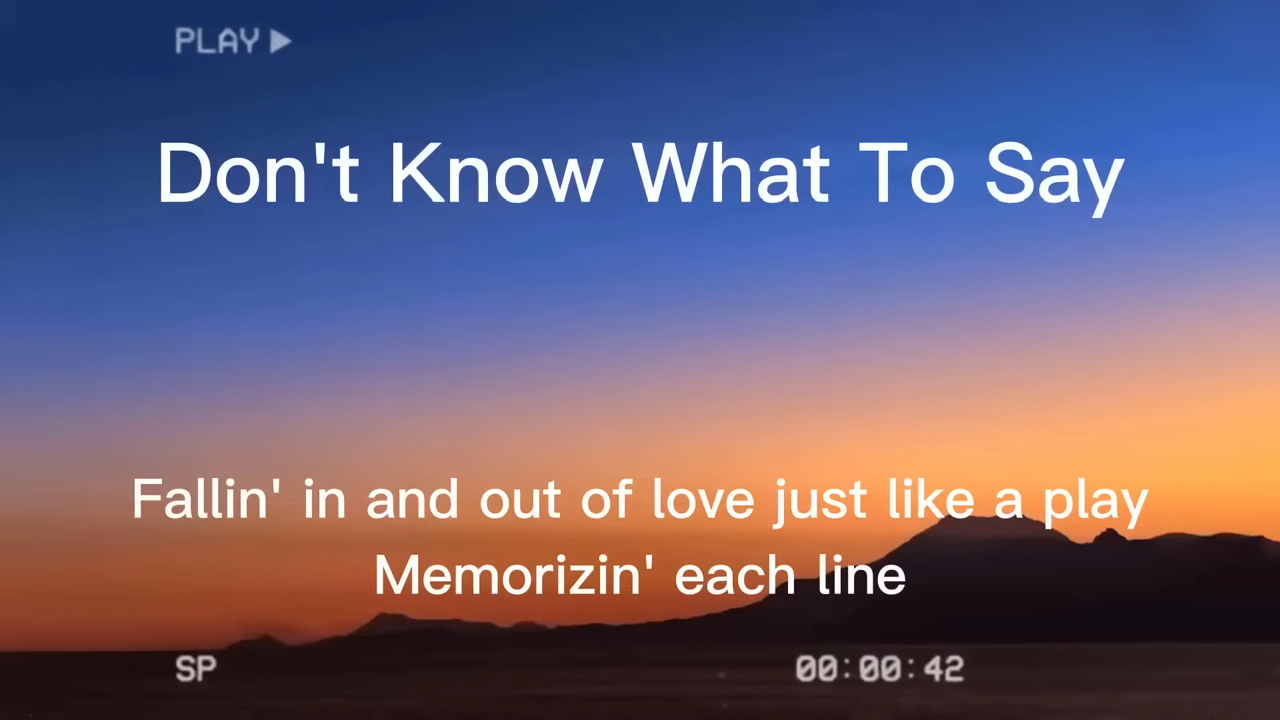 PLAY ▶
Don't Know What To Say
Fallin' in and out of love just like a play
Memorizin' each line
SP
00:00:42